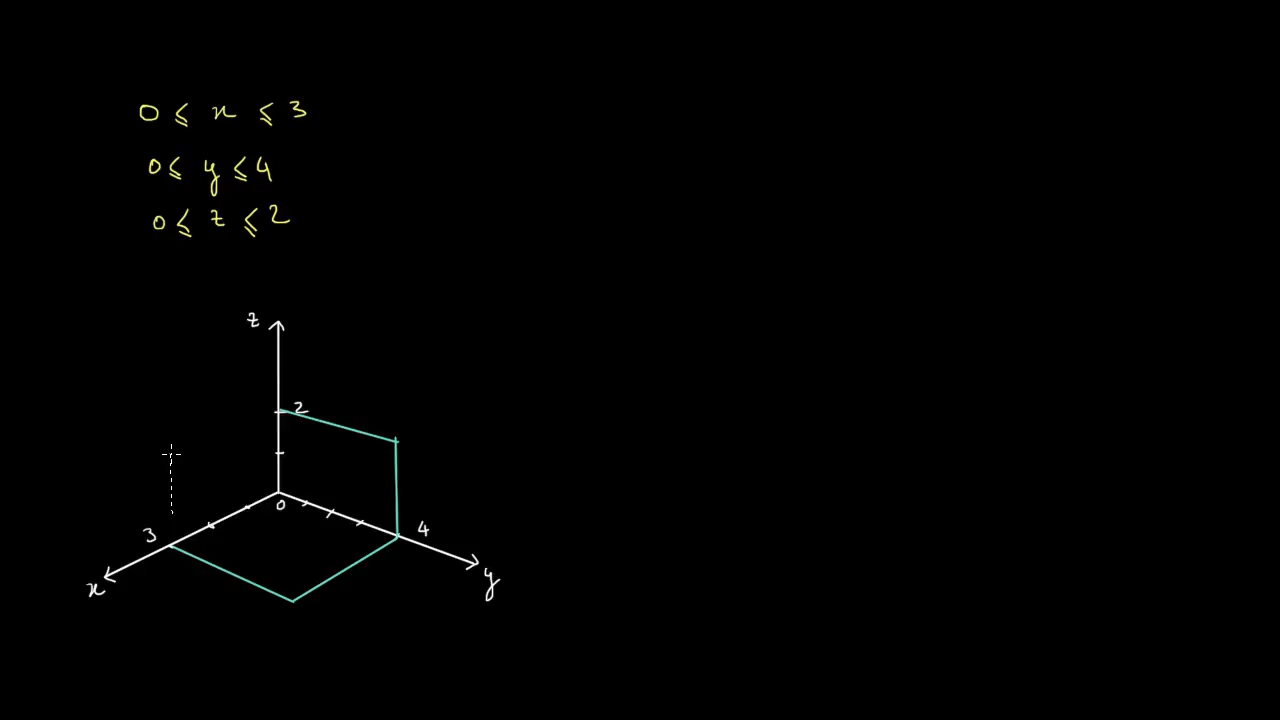 0 ≤ x ≤ 3
0 ≤ y ≤ 4
0 ≤ z ≤ 2
z
2
0
3
4
x
y